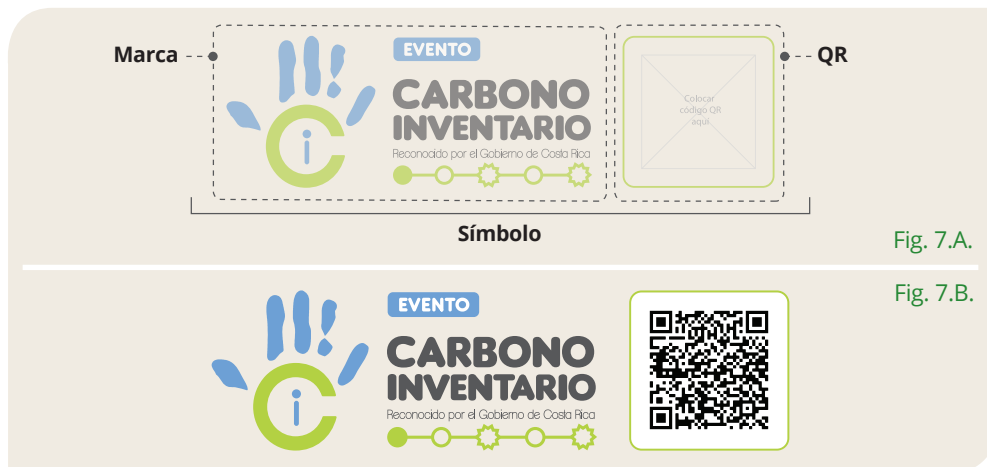 Marca
EVENTO
CARBONO
INVENTARIO
Reconocido por el Gobierno de Costa Rica
Colocar
código QR
aquí
QR
Símbolo
Fig. 7.A.
Fig. 7.B.
EVENTO
CARBONO
INVENTARIO
Reconocido por el Gobierno de Costa Rica